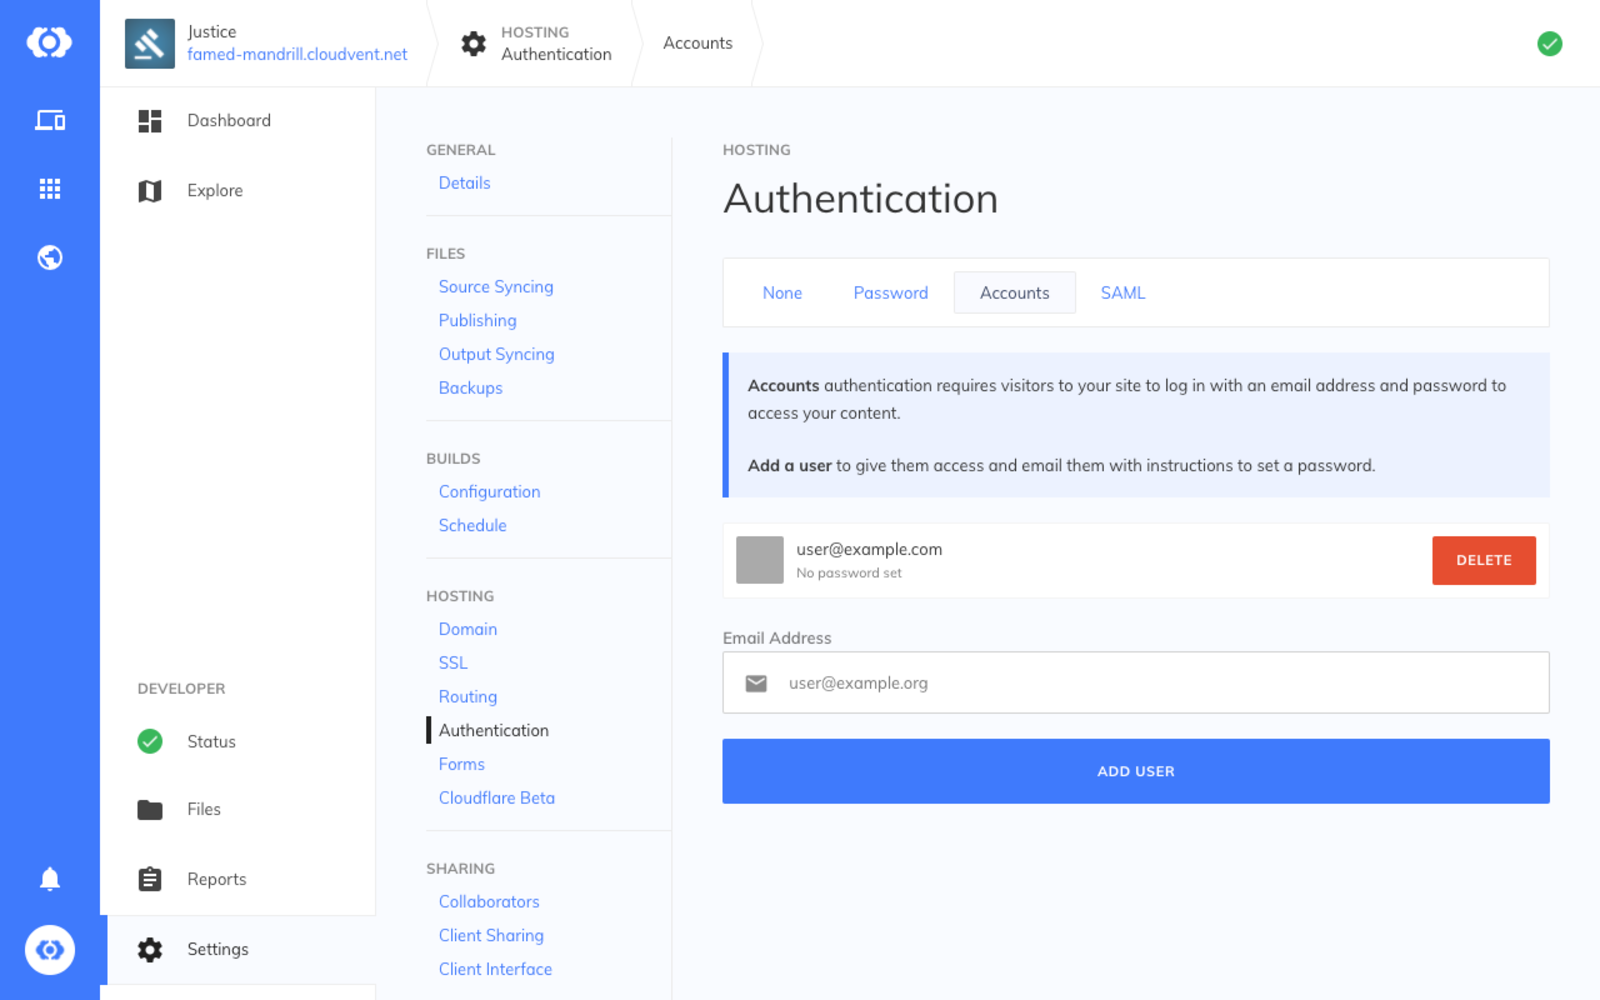 Justice
famed-mandrill.cloudvent.net
HOSTING
Authentication
Accounts
Dashboard
Explore
DEVELOPER
Status
Files
Reports
Settings
GENERAL
Details
FILES
Source Syncing
Publishing
Output Syncing
Backups
BUILDS
Configuration
Schedule
HOSTING
Domain
SSL
Routing
Authentication
Forms
Cloudflare Beta
SHARING
Collaborators
Client Sharing
Client Interface
HOSTING
Authentication
None Password Accounts SAML
Accounts authentication requires visitors to your site to log in with an email address and password to
access your content.
Add a user to give them access and email them with instructions to set a password.
user@example.com
No password set
DELETE
Email Address
user@example.org
ADD USER